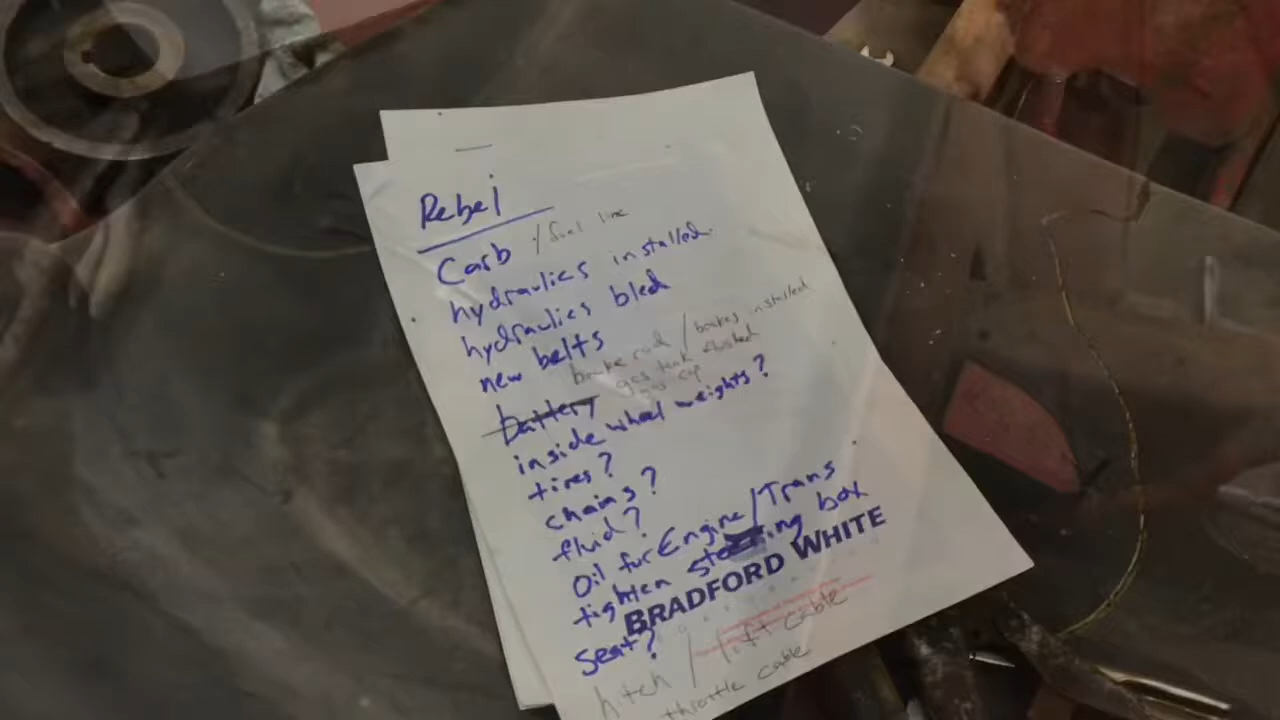 Rebel
Carb / fuel line
hydraulics installed
hydraulics bled
new belts
brake rod / brakes installed
gas tank flushed
gas cap
battery
inside wheel weights?
tires?
chains?
fluid?
Oil for Engine/Trans
tighten steering box
BRADFORD WHITE
Seat?
hitch / lift cable
throttle cable